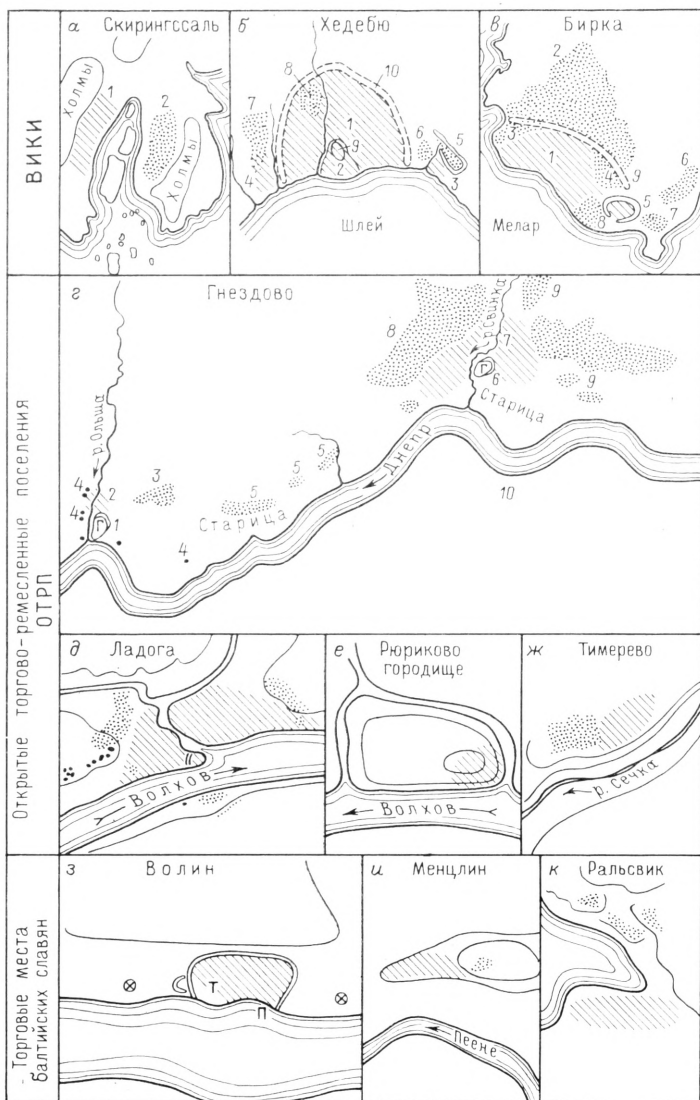 ВИКИ
а Скирингссаль
Холмы
1
2
Холмы
б Хедебю
8
10
7
1
9
4
2
6
5
3
Шлей
в Бирка
2
3
1
4
9
6
5
8
7
Мелар
Открытые торгово-ремесленные поселения
ОТРП
г Гнездово
р. Ольша
4
2
4
Г
1
3
4
5
5
5
Старица
Днепр
8
р. Свинка
7
9
Г
6
9
Старица
10
д Ладога
Волхов
е Рюриково
городище
Волхов
ж Тимерево
р. Сечка
Торговые места
балтийских славян
з Волин
Т
П
и Менцлин
Пеене
к Ральсвик